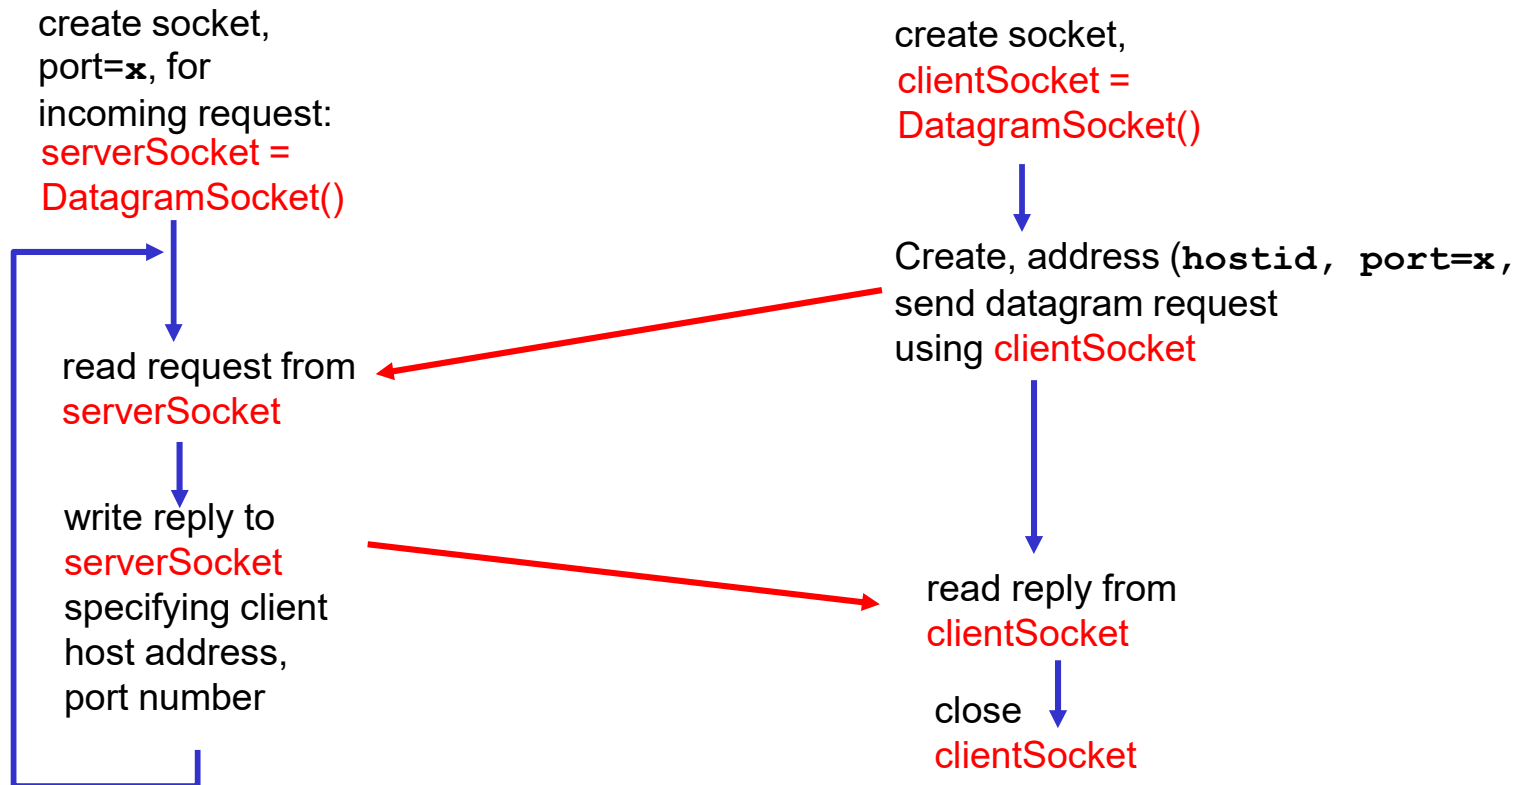 create socket,
port=x, for
incoming request:
serverSocket =
DatagramSocket()
read request from
serverSocket
write reply to
serverSocket
specifying client
host address,
port number
create socket,
clientSocket =
DatagramSocket()
Create, address (hostid, port=x,
send datagram request
using clientSocket
read reply from
clientSocket
close
clientSocket